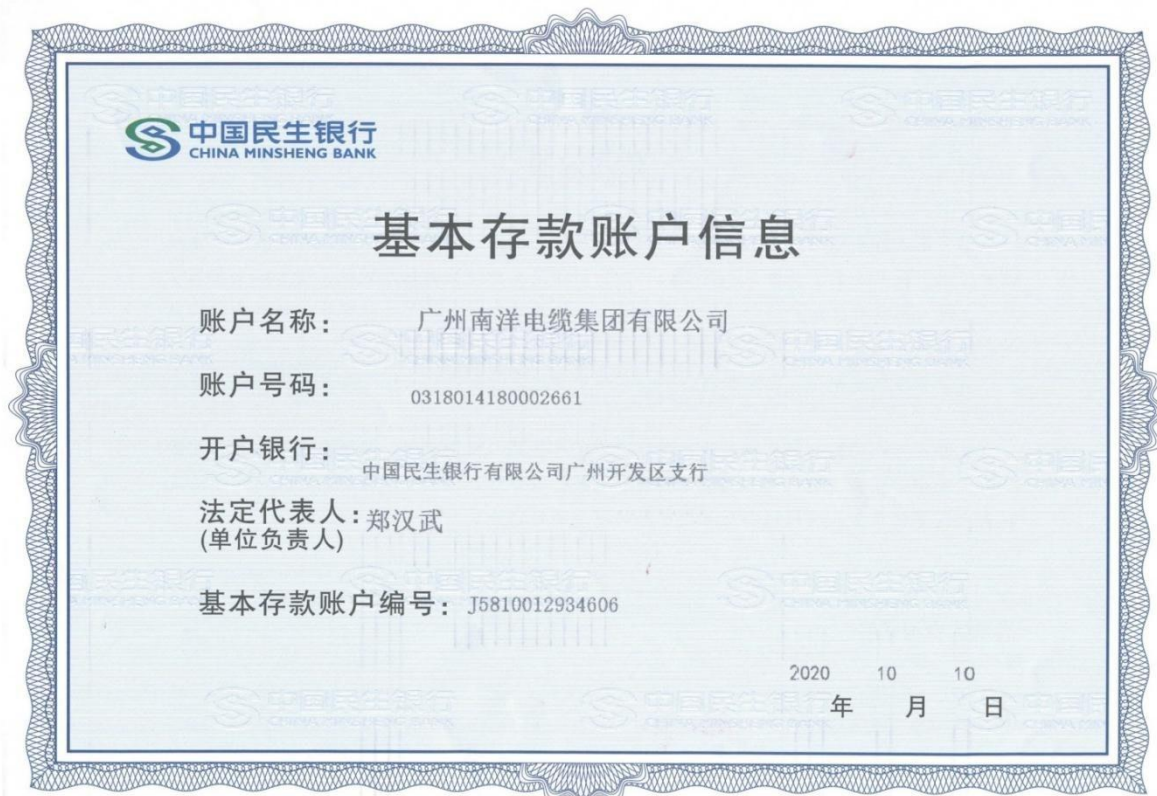 中国民生银行
CHINA MINSHENG BANK
基本存款账户信息
账户名称: 广州南洋电缆集团有限公司
账户号码: 0318014180002661
开户银行: 中国民生银行有限公司广州开发区支行
法定代表人: 郑汉武
(单位负责人)
基本存款账户编号: J5810012934606
2020 10 10
年 月 日